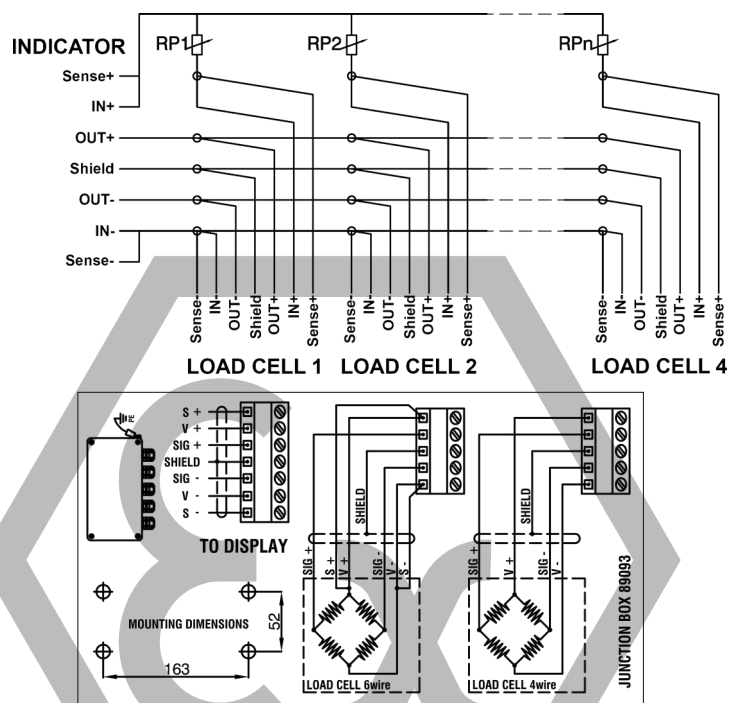 INDICATOR
RP1
RP2
RPn
Sense+
IN+
OUT+
Shield
OUT-
IN-
Sense-
Sense-
IN-
OUT-
Shield
OUT+
IN+
Sense+
Sense-
IN-
OUT-
Shield
OUT+
IN+
Sense+
Sense-
IN-
OUT-
Shield
OUT+
IN+
Sense+
LOAD CELL 1
LOAD CELL 2
LOAD CELL 4
PE
S +
V +
SIG +
SHIELD
SIG -
V -
S -
TO DISPLAY
MOUNTING DIMENSIONS
52
163
SHIELD
SIG +
S +
V +
SIG -
V -
S -
LOAD CELL 6wire
SHIELD
SIG +
V +
SIG -
V -
LOAD CELL 4wire
JUNCTION BOX 89093